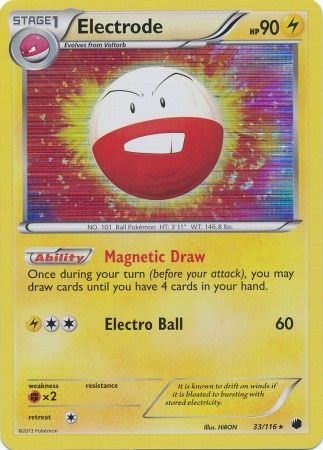 STAGE1
Electrode
HP 90
Evolves from Voltorb
NO. 101 Ball Pokémon HT: 3'11" WT: 146.8 lbs.
Ability Magnetic Draw
Once during your turn (before your attack), you may
draw cards until you have 4 cards in your hand.
Electro Ball 60
weakness resistance
×2
retreat
It is known to drift on winds if
it is bloated to bursting with
stored electricity.
©2013 Pokémon
Illus. HiRON 33/116★